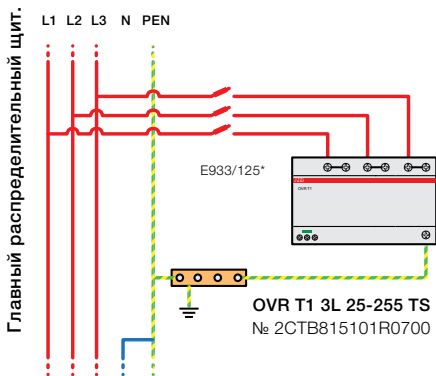 Главный распределительный щит.
L1 L2 L3 N PEN
E933/125*
ABB
OVR T1
OVR T1 3L 25-255 TS
№ 2CTB815101R0700